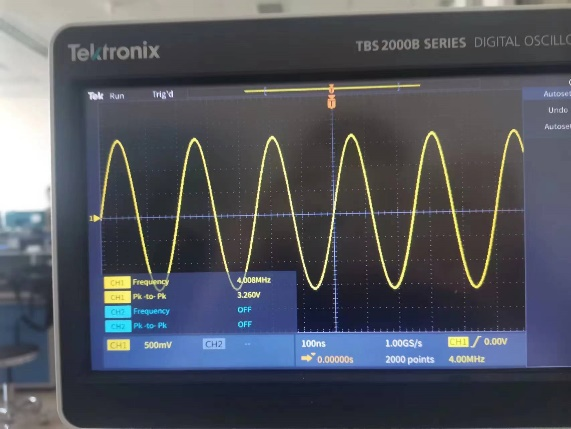 Tektronix
TBS 2000B SERIES DIGITAL OSCILLO
Tek Run Trig'd
Autoset
Undo
Autoset
CH1 Frequency 4.008MHz
CH1 Pk-to-Pk 3.260V
CH2 Frequency OFF
CH2 Pk-to-Pk OFF
CH1 500mV CH2 --
100ns 1.00GS/s CH1 0.00V
0.00000s 2000 points 4.00MHz